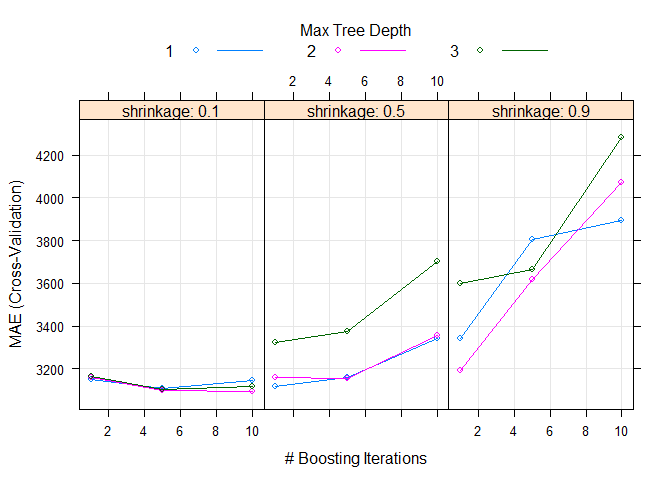 Max Tree Depth
1 2 3
2 4 6 8 10
shrinkage: 0.1 shrinkage: 0.5 shrinkage: 0.9
4200
4000
3800
3600
3400
3200
MAE (Cross-Validation)
2 4 6 8 10 2 4 6 8 10
# Boosting Iterations